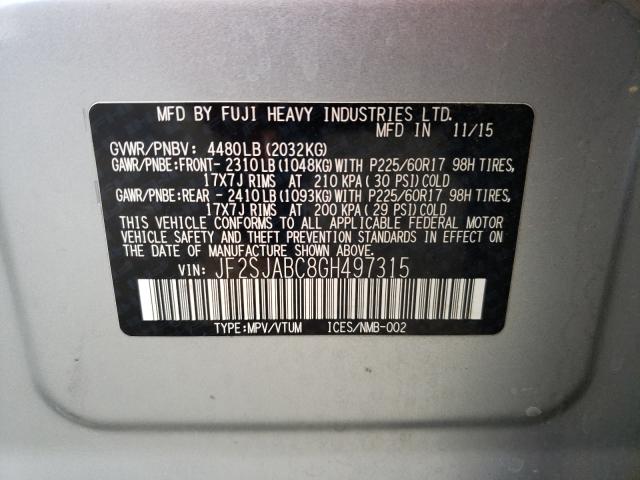 MFD BY FUJI HEAVY INDUSTRIES LTD.
MFD IN 11/15
GVWR/PNBV: 4480LB(2032KG)
GAWR/PNBE:FRONT- 2310LB(1048KG)WITH P225/60R17 98H TIRES,
17X7J RIMS AT 210 KPA(30 PSI)COLD
GAWR/PNBE:REAR - 2410LB(1093KG)WITH P225/60R17 98H TIRES,
17X7J RIMS AT 200 KPA(29 PSI)COLD
THIS VEHICLE CONFORMS TO ALL APPLICABLE FEDERAL MOTOR
VEHICLE SAFETY AND THEFT PREVENTION STANDARDS IN EFFECT ON
THE DATE OF MANUFACTURE SHOWN ABOVE.
VIN: JF2SJABC8GH497315
TYPE:MPV/VTUM ICES/NMB-002